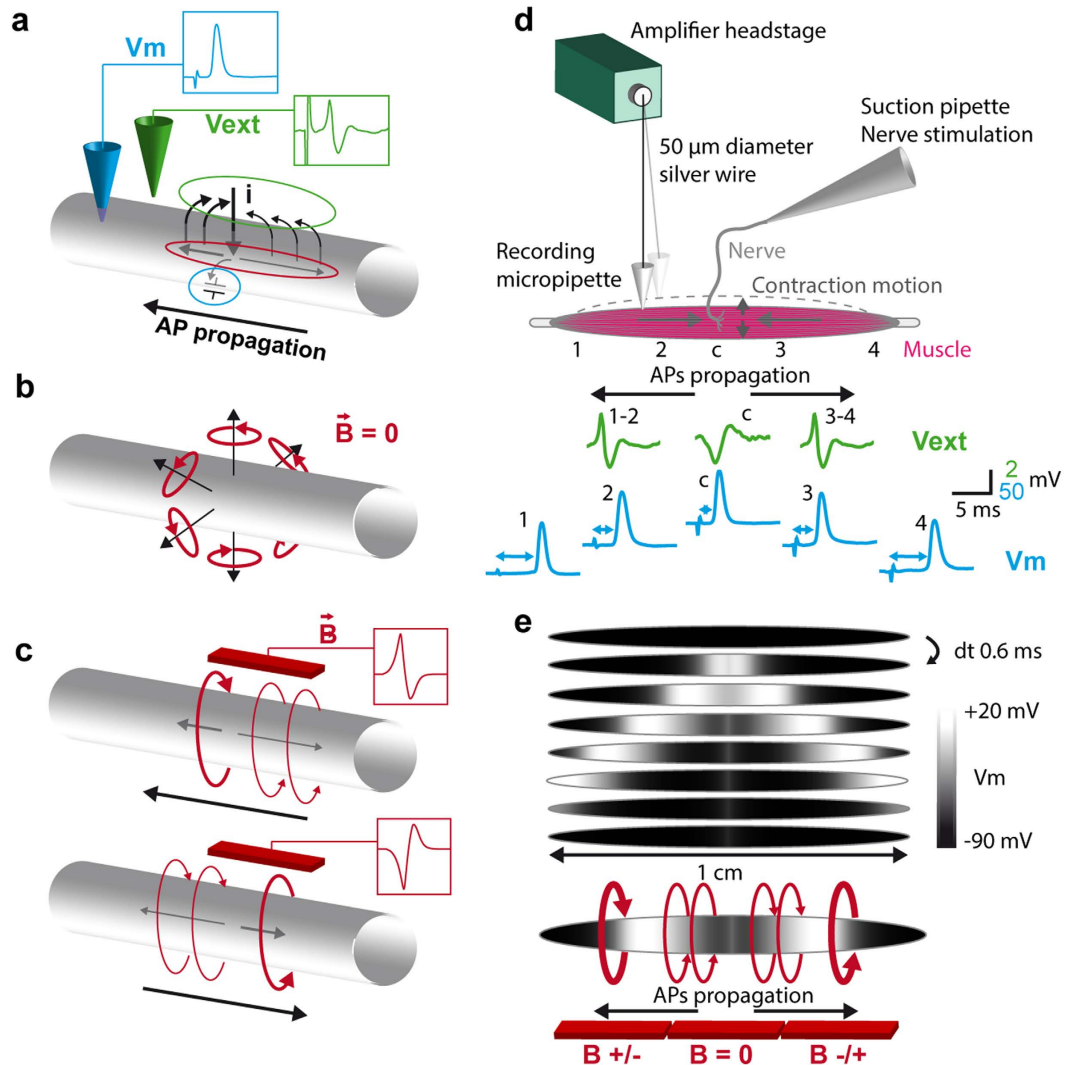 a
Vm
Vext
i
AP propagation
b
B = 0
c
B
d
Amplifier headstage
Suction pipette
Nerve stimulation
50 µm diameter
silver wire
Recording
micropipette
Nerve
Contraction motion
1 2 c 3 4 Muscle
APs propagation
1-2 c 3-4 Vext
1 2 c 3 4 Vm
2
50 mV
5 ms
e
dt 0.6 ms
+20 mV
Vm
-90 mV
1 cm
APs propagation
B +/- B = 0 B -/+